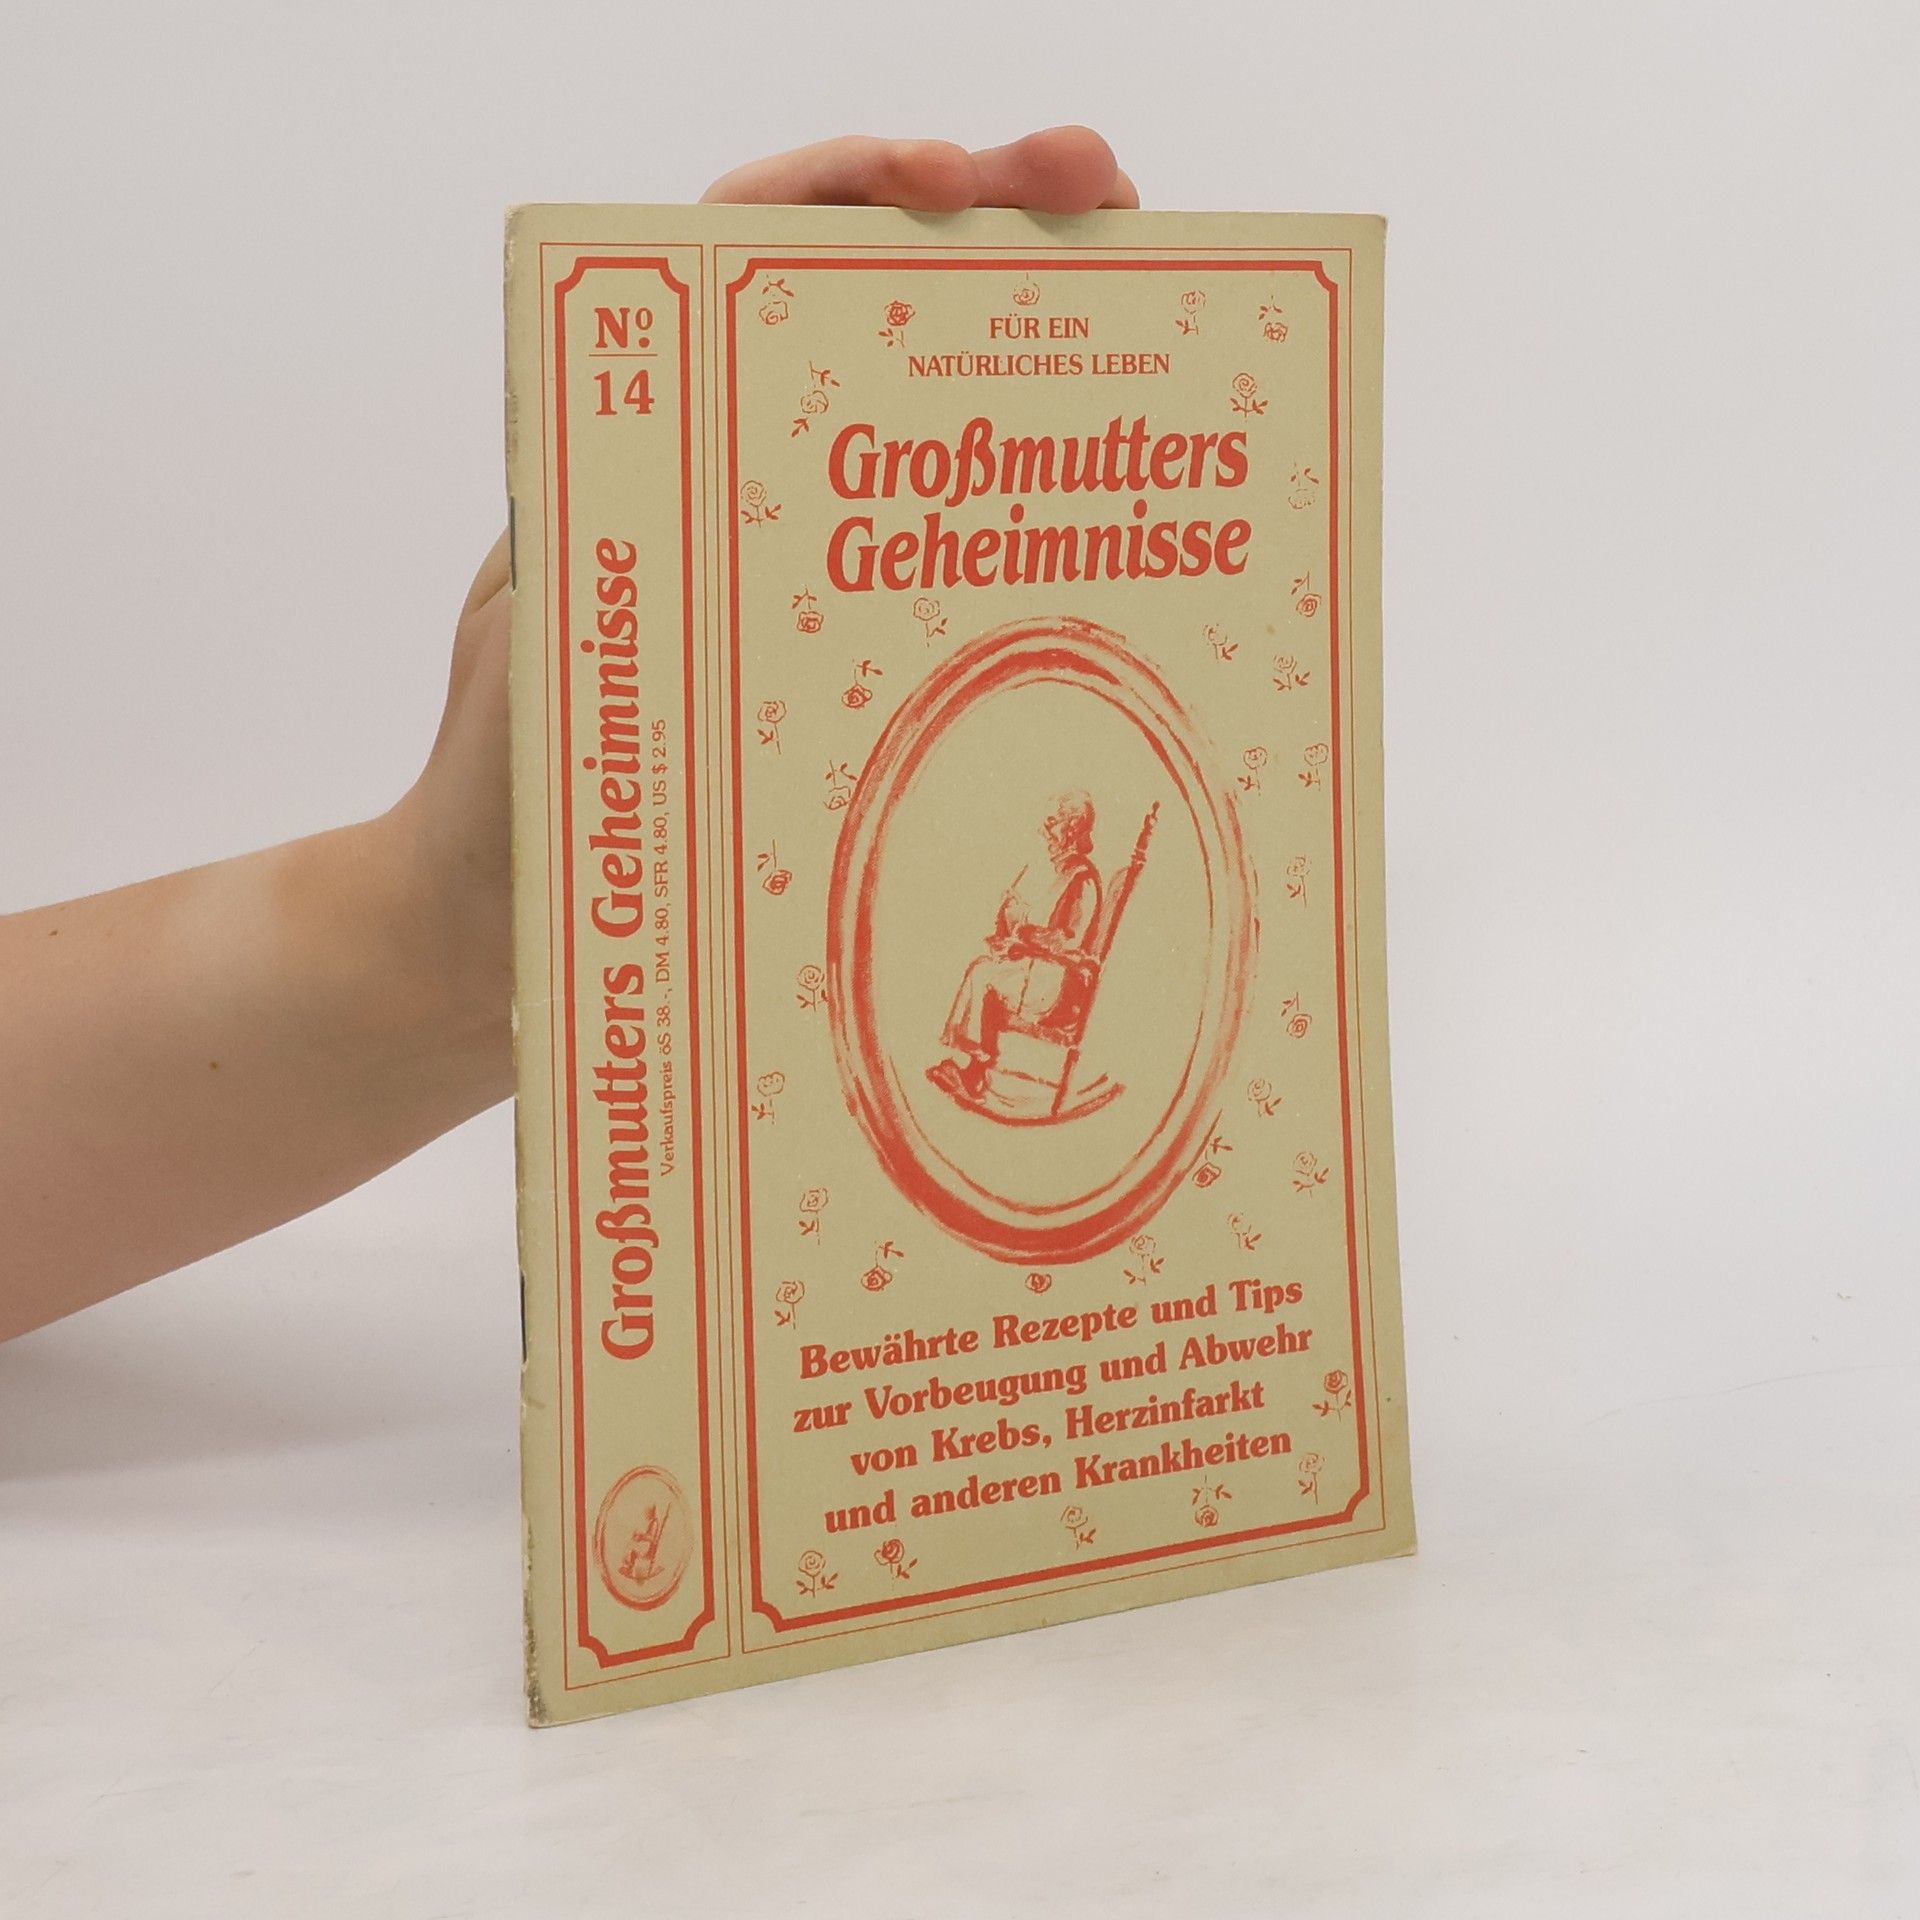 Nº
14
Großmutters Geheimnisse
Verkaufspreis öS 38.-, DM 4.80, SFR 4.80, US $ 2.95
FÜR EIN
NATÜRLICHES LEBEN
Großmutters
Geheimnisse
Bewährte Rezepte und Tips
zur Vorbeugung und Abwehr
von Krebs, Herzinfarkt
und anderen Krankheiten